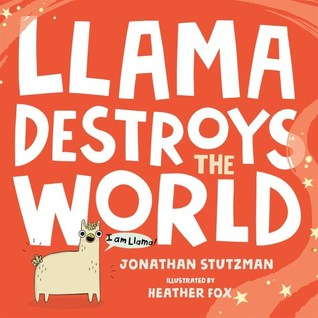 LLAMA
DESTROYS
THE
WORLD
I am Llama!
JONATHAN STUTZMAN
ILLUSTRATED BY
HEATHER FOX